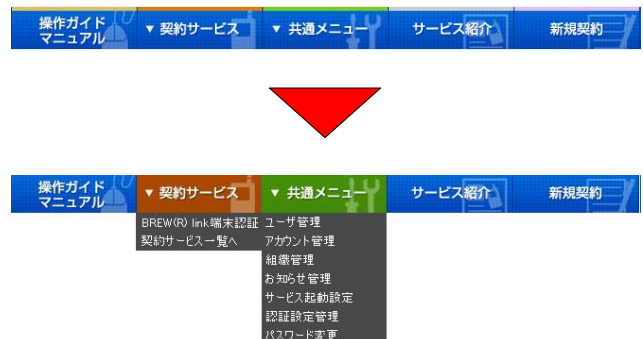 操作ガイド
マニュアル
▼ 契約サービス
▼ 共通メニュー
サービス紹介
新規契約
操作ガイド
マニュアル
▼ 契約サービス
▼ 共通メニュー
サービス紹介
新規契約
BREW(R) link端末認証
契約サービス一覧へ
ユーザ管理
アカウント管理
組織管理
お知らせ管理
サービス起動設定
認証設定管理
パスワード変更